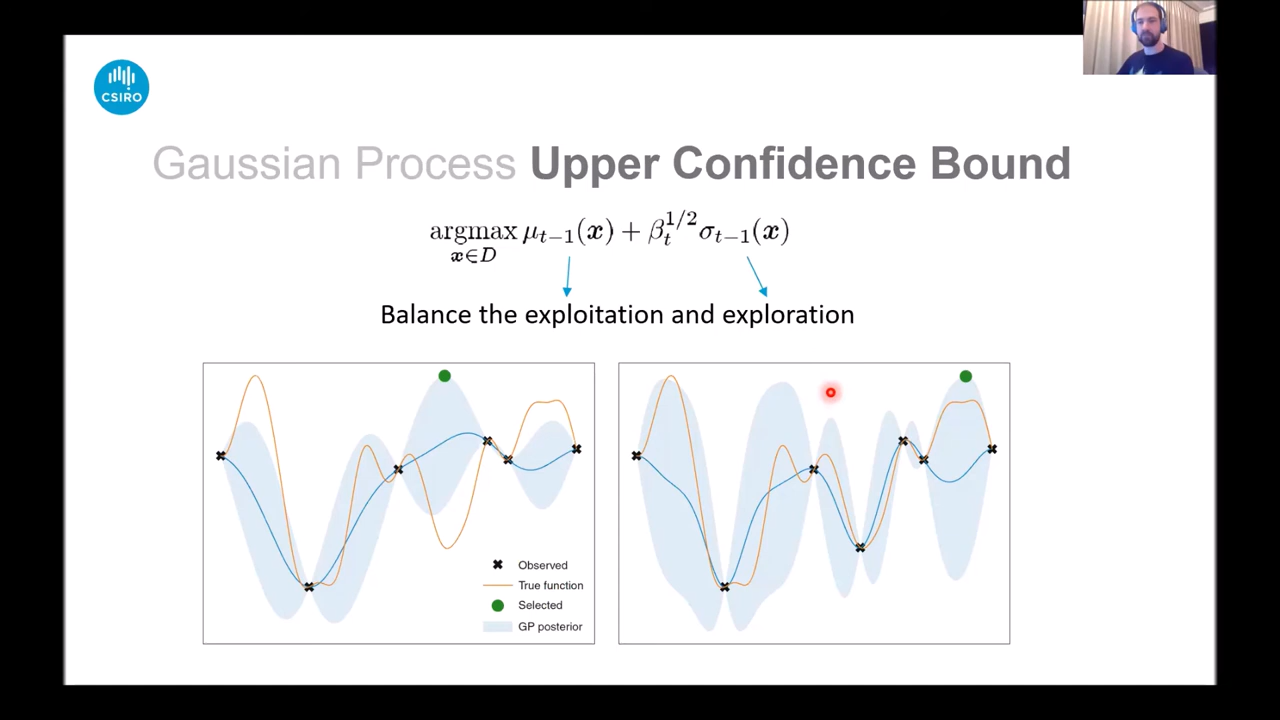 CSIRO
Gaussian Process Upper Confidence Bound
argmax μ_{t−1}(x) + β_t^{1/2} σ_{t−1}(x)
x∈D
Balance the exploitation and exploration
Observed
True function
Selected
GP posterior